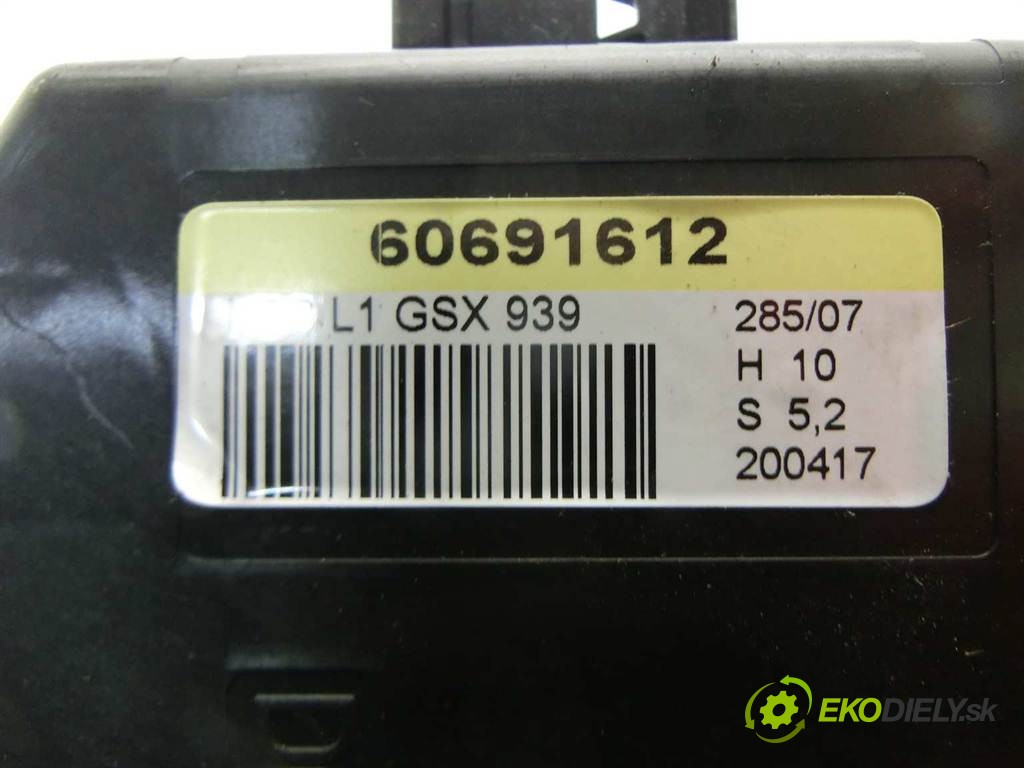 60691612
L1 GSX 939
285/07
H 10
S 5,2
200417
EKODIELY.sk